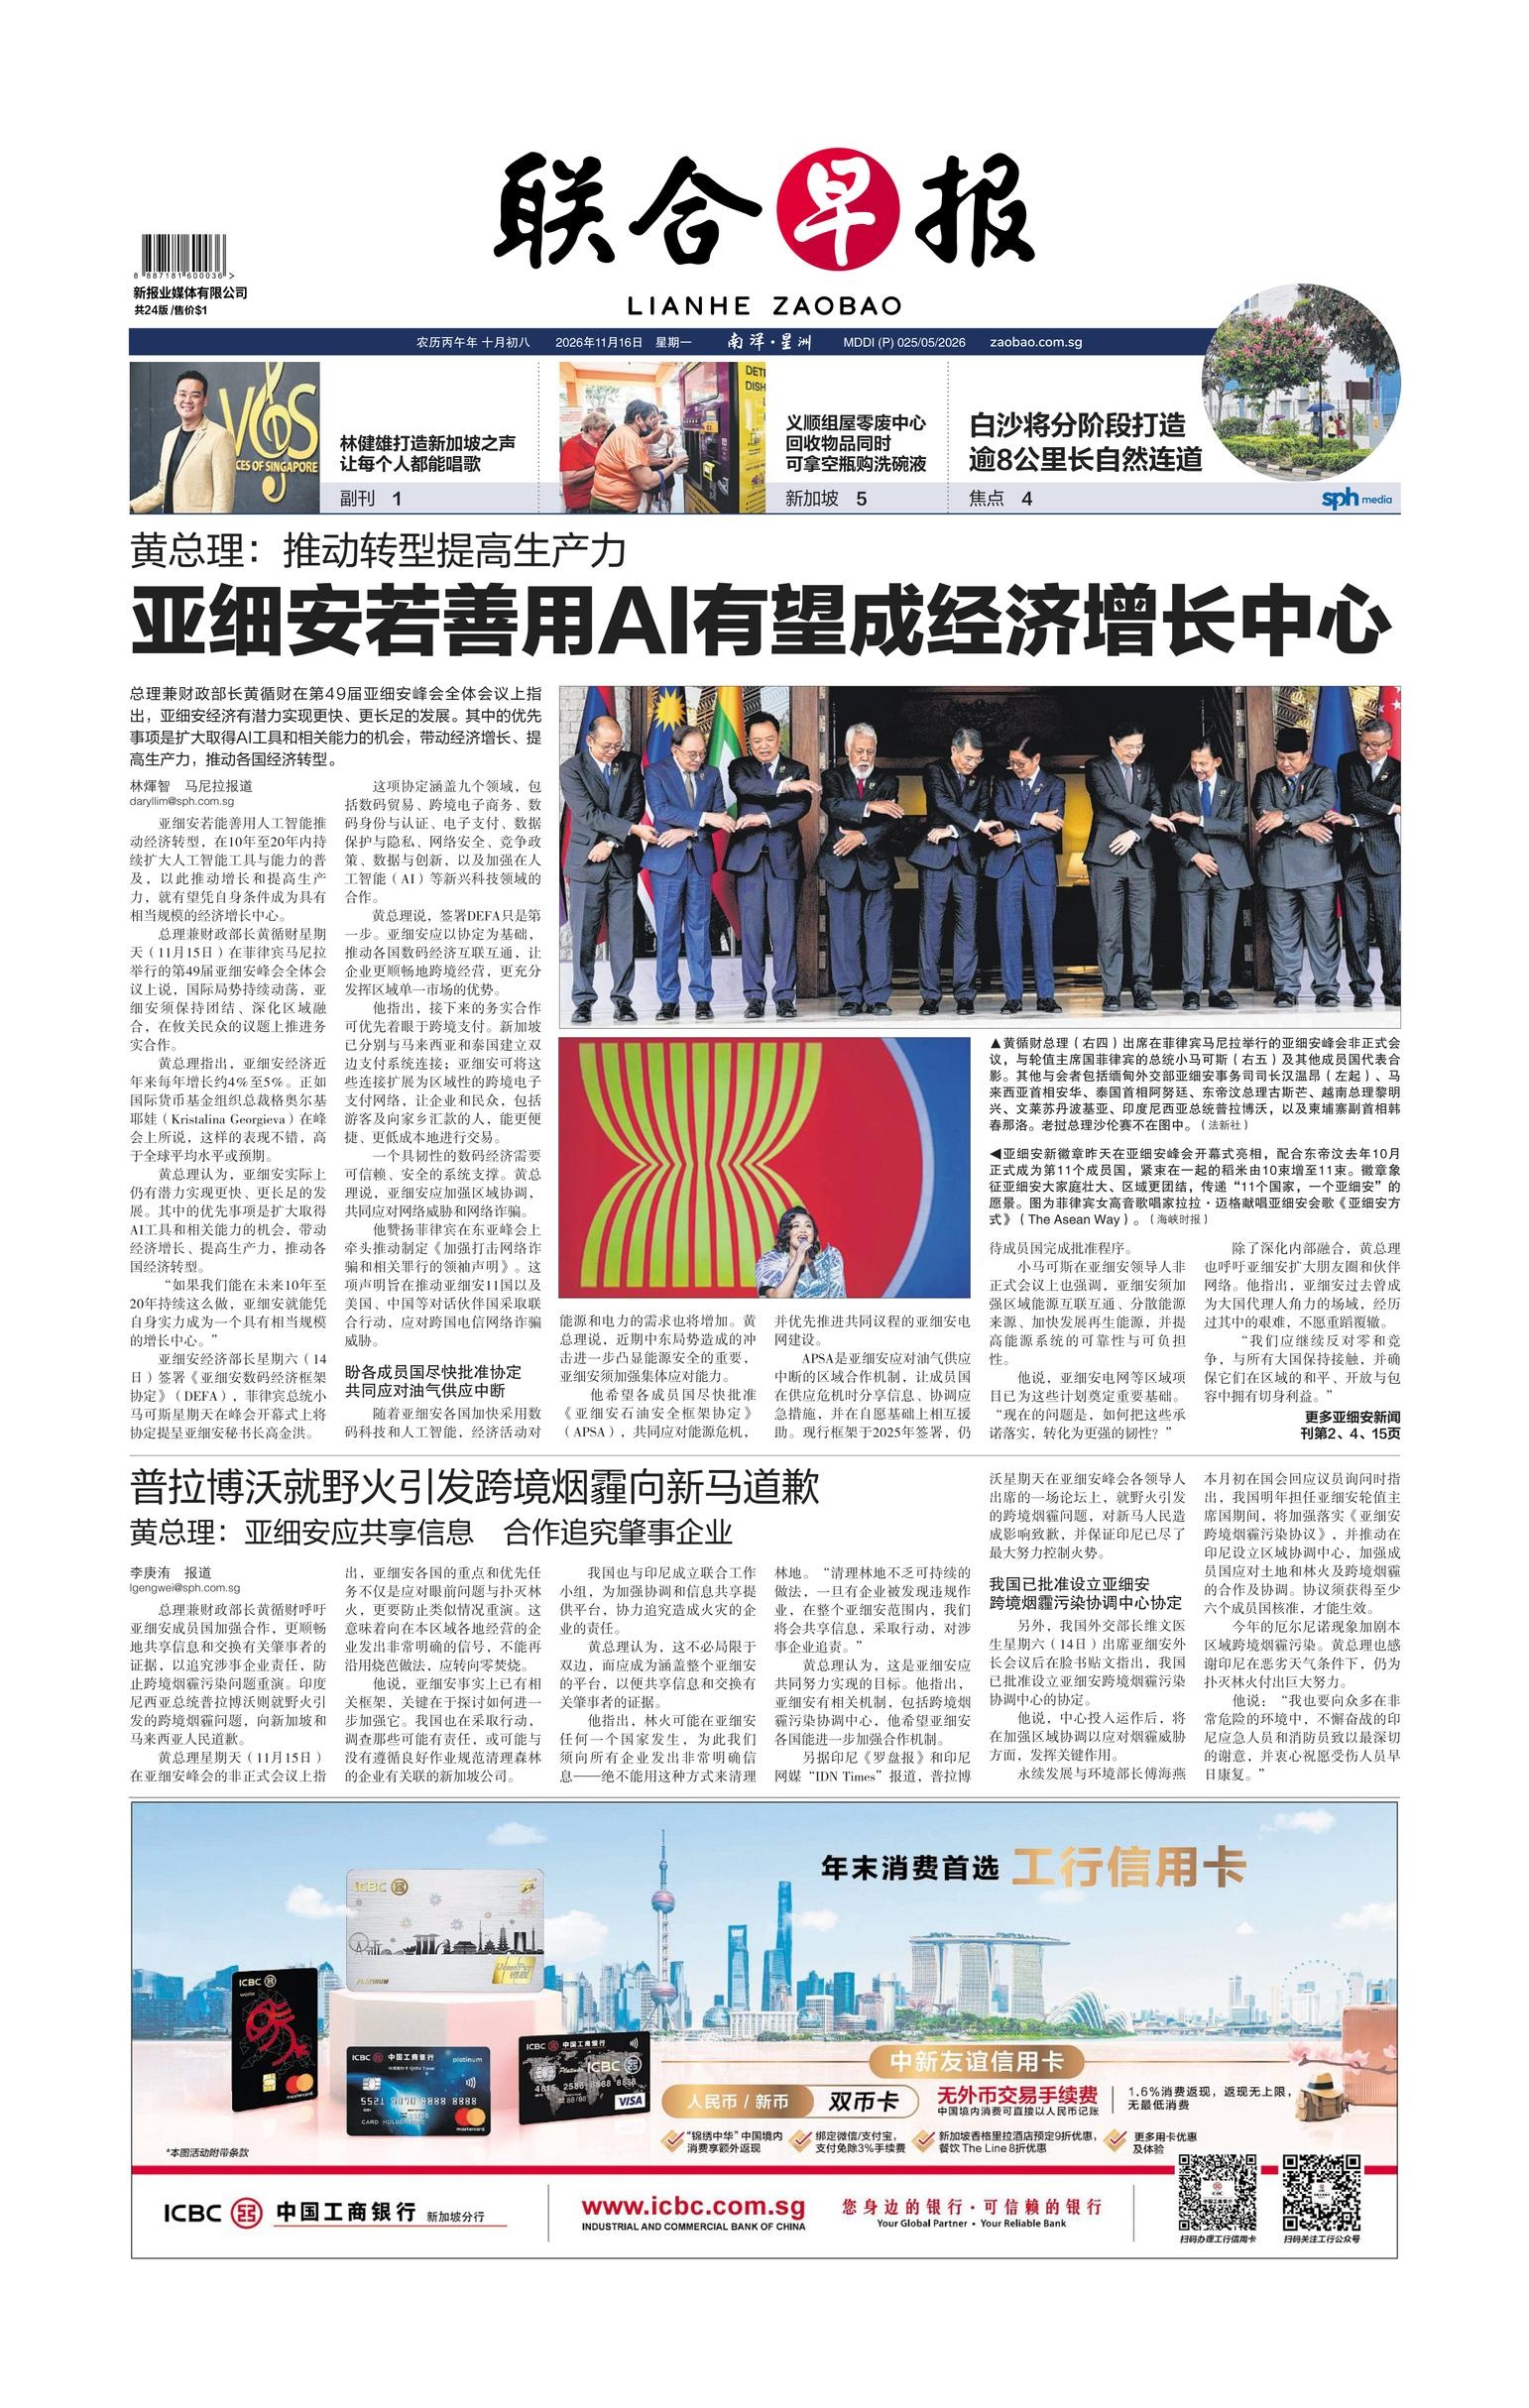 联合早报
LIANHE ZAOBAO
8 887181 600036 >
新报业媒体有限公司
共24版 /售价$1
农历丙午年 十月初八 2026年11月16日 星期一 南洋·星洲 MDDI (P) 025/05/2026 zaobao.com.sg
VOS
CES OF SINGAPORE
林健雄打造新加坡之声
让每个人都能唱歌
副刊 1
义顺组屋零废中心
回收物品同时
可拿空瓶购洗碗液
新加坡 5
白沙将分阶段打造
逾8公里长自然连道
焦点 4
sph media
黄总理：推动转型提高生产力
亚细安若善用AI有望成经济增长中心
总理兼财政部长黄循财在第49届亚细安峰会全体会议上指
出，亚细安经济有潜力实现更快、更长足的发展。其中的优先
事项是扩大取得AI工具和相关能力的机会，带动经济增长、提
高生产力，推动各国经济转型。
林煇智 马尼拉报道
daryllim@sph.com.sg
亚细安若能善用人工智能推
动经济转型，在10年至20年内持
续扩大人工智能工具与能力的普
及，以此推动增长和提高生产
力，就有望凭自身条件成为具有
相当规模的经济增长中心。
总理兼财政部长黄循财星期
天（11月15日）在菲律宾马尼拉
举行的第49届亚细安峰会全体会
议上说，国际局势持续动荡，亚
细安须保持团结、深化区域融
合，在攸关民众的议题上推进务
实合作。
黄总理指出，亚细安经济近
年来每年增长约4%至5%。正如
国际货币基金组织总裁格奥尔基
耶娃（Kristalina Georgieva）在峰
会上所说，这样的表现不错，高
于全球平均水平或预期。
黄总理认为，亚细安实际上
仍有潜力实现更快、更长足的发
展。其中的优先事项是扩大取得
AI工具和相关能力的机会，带动
经济增长、提高生产力，推动各
国经济转型。
“如果我们能在未来10年至
20年持续这么做，亚细安就能凭
自身实力成为一个具有相当规模
的增长中心。”
亚细安经济部长星期六（14
日）签署《亚细安数码经济框架
协定》（DEFA），菲律宾总统小
马可斯星期天在峰会开幕式上将
协定提呈亚细安秘书长高金洪。
这项协定涵盖九个领域，包
括数码贸易、跨境电子商务、数
码身份与认证、电子支付、数据
保护与隐私、网络安全、竞争政
策、数据与创新，以及加强在人
工智能（AI）等新兴科技领域的
合作。
黄总理说，签署DEFA只是第
一步。亚细安应以协定为基础，
推动各国数码经济互联互通，让
企业更顺畅地跨境经营，更充分
发挥区域单一市场的优势。
他指出，接下来的务实合作
可优先着眼于跨境支付。新加坡
已分别与马来西亚和泰国建立双
边支付系统连接；亚细安可将这
些连接扩展为区域性的跨境电子
支付网络，让企业和民众，包括
游客及向家乡汇款的人，能更便
捷、更低成本地进行交易。
一个具韧性的数码经济需要
可信赖、安全的系统支撑。黄总
理说，亚细安应加强区域协调，
共同应对网络威胁和网络诈骗。
他赞扬菲律宾在东亚峰会上
牵头推动制定《加强打击网络诈
骗和相关罪行的领袖声明》。这
项声明旨在推动亚细安11国以及
美国、中国等对话伙伴国采取联
合行动，应对跨国电信网络诈骗
威胁。
盼各成员国尽快批准协定
共同应对油气供应中断
随着亚细安各国加快采用数
码科技和人工智能，经济活动对
能源和电力的需求也将增加。黄
总理说，近期中东局势造成的冲
击进一步凸显能源安全的重要，
亚细安须加强集体应对能力。
他希望各成员国尽快批准
《亚细安石油安全框架协定》
（APSA），共同应对能源危机，
并优先推进共同议程的亚细安电
网建设。
APSA是亚细安应对油气供应
中断的区域合作机制，让成员国
在供应危机时分享信息、协调应
急措施，并在自愿基础上相互援
助。现行框架于2025年签署，仍
待成员国完成批准程序。
小马可斯在亚细安领导人非
正式会议上也强调，亚细安须加
强区域能源互联互通、分散能源
来源、加快发展再生能源，并提
高能源系统的可靠性与可负担
性。
他说，亚细安电网等区域项
目已为这些计划奠定重要基础。
“现在的问题是，如何把这些承
诺落实，转化为更强的韧性？”
除了深化内部融合，黄总理
也呼吁亚细安扩大朋友圈和伙伴
网络。他指出，亚细安过去曾成
为大国代理人角力的场域，经历
过其中的艰难，不愿重蹈覆辙。
“我们应继续反对零和竞
争，与所有大国保持接触，并确
保它们在区域的和平、开放与包
容中拥有切身利益。”
更多亚细安新闻
刊第2、4、15页
▲黄循财总理（右四）出席在菲律宾马尼拉举行的亚细安峰会非正式会
议，与轮值主席国菲律宾的总统小马可斯（右五）及其他成员国代表合
影。其他与会者包括缅甸外交部亚细安事务司司长汉温昂（左起）、马
来西亚首相安华、泰国首相阿努廷、东帝汶总理古斯芒、越南总理黎明
兴、文莱苏丹波基亚、印度尼西亚总统普拉博沃，以及柬埔寨副首相韩
春那洛。老挝总理沙伦赛不在图中。（法新社）
◀亚细安新徽章昨天在亚细安峰会开幕式亮相，配合东帝汶去年10月
正式成为第11个成员国，紧束在一起的稻米由10束增至11束。徽章象
征亚细安大家庭壮大、区域更团结，传递“11个国家，一个亚细安”的
愿景。图为菲律宾女高音歌唱家拉拉·迈格献唱亚细安会歌《亚细安方
式》（The Asean Way）。（海峡时报）
普拉博沃就野火引发跨境烟霾向新马道歉
黄总理：亚细安应共享信息 合作追究肇事企业
李庚洧 报道
lgengwei@sph.com.sg
总理兼财政部长黄循财呼吁
亚细安成员国加强合作，更顺畅
地共享信息和交换有关肇事者的
证据，以追究涉事企业责任，防
止跨境烟霾问题重演。印度
尼西亚总统普拉博沃则就野火引
发的跨境烟霾问题，向新加坡和
马来西亚人民道歉。
黄总理星期天（11月15日）
在亚细安峰会的非正式会议上指
出，亚细安各国的重点和优先任
务不仅是应对眼前问题与扑灭林
火，更要防止类似情况重演。这
意味着向在本区域各地经营的企
业发出非常明确的信号，不能再
沿用烧芭做法，应转向零焚烧。
他说，亚细安事实上已有相
关框架，关键在于探讨如何进一
步加强它。我国也在采取行动，
调查那些可能有责任，或可能与
没有遵循良好作业规范清理森林
的企业有关联的新加坡公司。
我国也与印尼成立联合工作
小组，为加强协调和信息共享提
供平台，协力追究造成火灾的企
业的责任。
黄总理认为，这不必局限于
双边，而应成为涵盖整个亚细安
的平台，以便共享信息和交换有
关肇事者的证据。
他指出，林火可能在亚细安
任何一个国家发生，为此我们
须向所有企业发出非常明确信
息——绝不能用这种方式来清理
林地。“清理林地不乏可持续的
做法，一旦有企业被发现违规作
业，在整个亚细安范围内，我们
将会共享信息，采取行动，对涉
事企业追责。”
黄总理认为，这是亚细安应
共同努力实现的目标。他指出，
亚细安有相关机制，包括跨境烟
霾污染协调中心，他希望亚细安
各国能进一步加强合作机制。
另据印尼《罗盘报》和印尼
网媒“IDN Times”报道，普拉博
沃星期天在亚细安峰会各领导人
出席的一场论坛上，就野火引发
的跨境烟霾问题，对新马人民造
成影响致歉，并保证印尼已尽了
最大努力控制火势。
我国已批准设立亚细安
跨境烟霾污染协调中心协定
另外，我国外交部长维文医
生星期六（14日）出席亚细安外
长会议后在脸书贴文指出，我国
已批准设立亚细安跨境烟霾污染
协调中心的协定。
他说，中心投入运作后，将
在加强区域协调以应对烟霾威胁
方面，发挥关键作用。
永续发展与环境部长傅海燕
本月初在国会回应议员询问时指
出，我国明年担任亚细安轮值主
席国期间，将加强落实《亚细安
跨境烟霾污染协议》，并推动在
印尼设立区域协调中心，加强成
员国应对土地和林火及跨境烟霾
的合作及协调。协议须获得至少
六个成员国核准，才能生效。
今年的厄尔尼诺现象加剧本
区域跨境烟霾污染。黄总理也感
谢印尼在恶劣天气条件下，仍为
扑灭林火付出巨大努力。
他说：“我也要向众多在非
常危险的环境中，不懈奋战的印
尼应急人员和消防员致以最深切
的谢意，并衷心祝愿受伤人员早
日康复。”
年末消费首选 工行信用卡
中新友谊信用卡
人民币 / 新币 双币卡
无外币交易手续费
中国境内消费可直接以人民币记账
1.6%消费返现，返现无上限，
无最低消费
“锦绣中华”中国境内
消费享额外返现
绑定微信/支付宝，
支付免除3%手续费
新加坡香格里拉酒店预定9折优惠，
餐饮 The Line 8折优惠
更多用卡优惠
及体验
*本图活动附带条款
ICBC 中国工商银行 新加坡分行
www.icbc.com.sg
INDUSTRIAL AND COMMERCIAL BANK OF CHINA
您身边的银行·可信赖的银行
Your Global Partner • Your Reliable Bank
扫码办理工行信用卡
扫码关注工行公众号